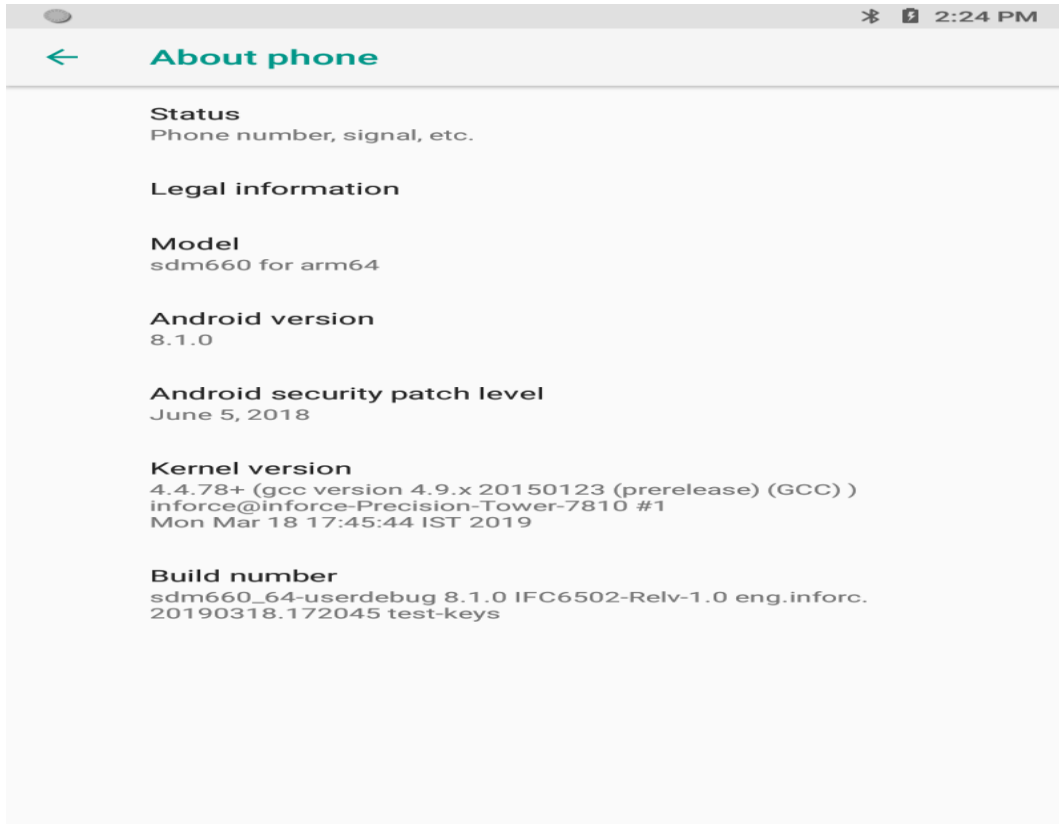 2:24 PM
About phone
Status
Phone number, signal, etc.
Legal information
Model
sdm660 for arm64
Android version
8.1.0
Android security patch level
June 5, 2018
Kernel version
4.4.78+ (gcc version 4.9.x 20150123 (prerelease) (GCC) )
inforce@inforce-Precision-Tower-7810 #1
Mon Mar 18 17:45:44 IST 2019
Build number
sdm660_64-userdebug 8.1.0 IFC6502-Relv-1.0 eng.inforc.
20190318.172045 test-keys